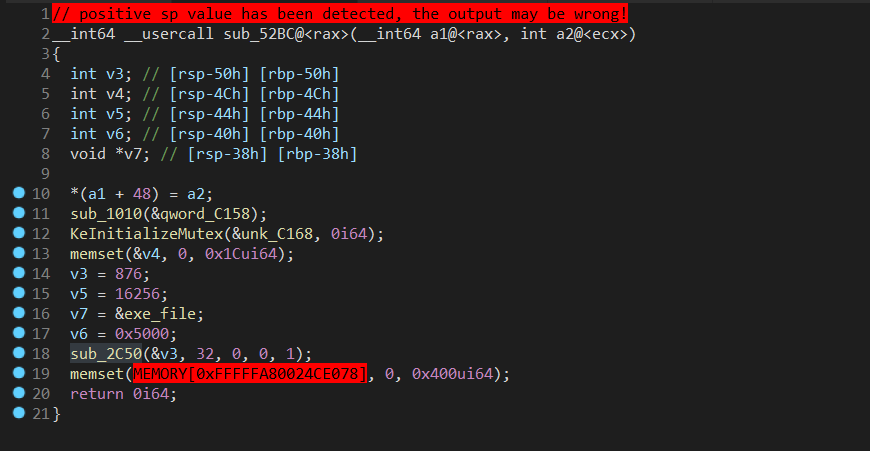 1 // positive sp value has been detected, the output may be wrong!
2 __int64 __usercall sub_52BC@<rax>(__int64 a1@<rax>, int a2@<ecx>)
3 {
4   int v3; // [rsp-50h] [rbp-50h]
5   int v4; // [rsp-4Ch] [rbp-4Ch]
6   int v5; // [rsp-44h] [rbp-44h]
7   int v6; // [rsp-40h] [rbp-40h]
8   void *v7; // [rsp-38h] [rbp-38h]
9
10   *(a1 + 48) = a2;
11   sub_1010(&qword_C158);
12   KeInitializeMutex(&unk_C168, 0i64);
13   memset(&v4, 0, 0x1Cui64);
14   v3 = 876;
15   v5 = 16256;
16   v7 = &exe_file;
17   v6 = 0x5000;
18   sub_2C50(&v3, 32, 0, 0, 1);
19   memset(MEMORY[0xFFFFFA80024CE078], 0, 0x400ui64);
20   return 0i64;
21 }